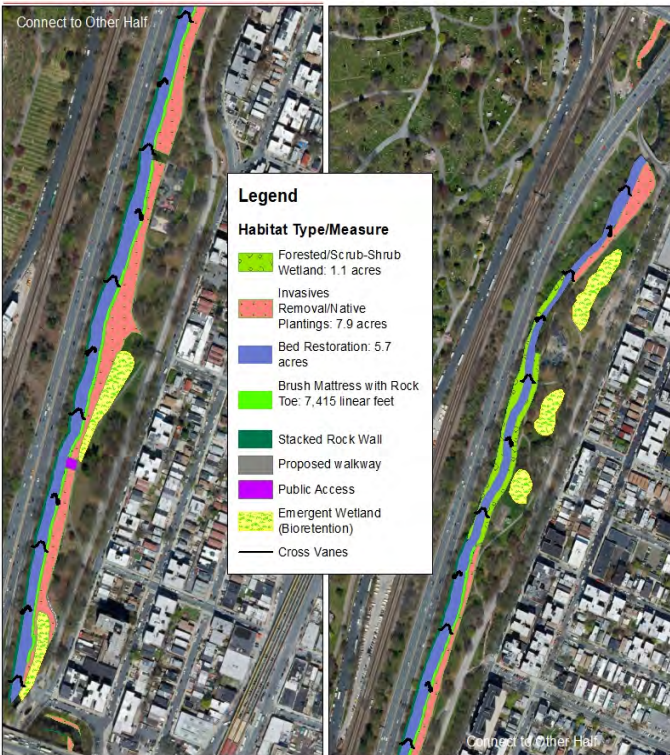 Connect to Other Half
Legend
Habitat Type/Measure
Forested/Scrub-Shrub
Wetland: 1.1 acres
Invasives
Removal/Native
Plantings: 7.9 acres
Bed Restoration: 5.7
acres
Brush Mattress with Rock
Toe: 7,415 linear feet
Stacked Rock Wall
Proposed walkway
Public Access
Emergent Wetland
(Bioretention)
Cross Vanes
Connect to Other Half